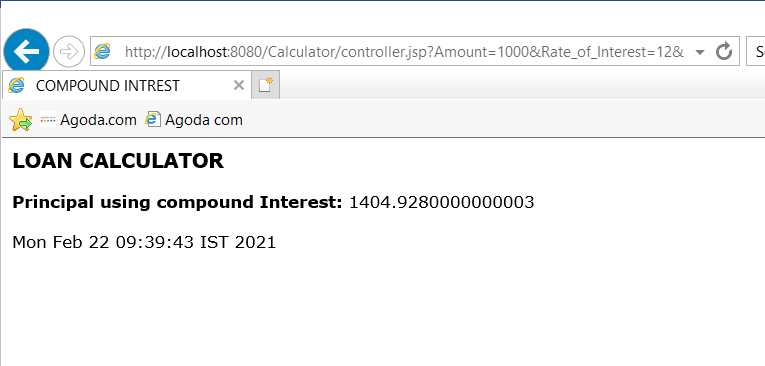 http://localhost:8080/Calculator/controller.jsp?Amount=1000&Rate_of_Interest=12&
COMPOUND INTREST
Agoda.com
Agoda com
LOAN CALCULATOR
Principal using compound Interest: 1404.9280000000003
Mon Feb 22 09:39:43 IST 2021